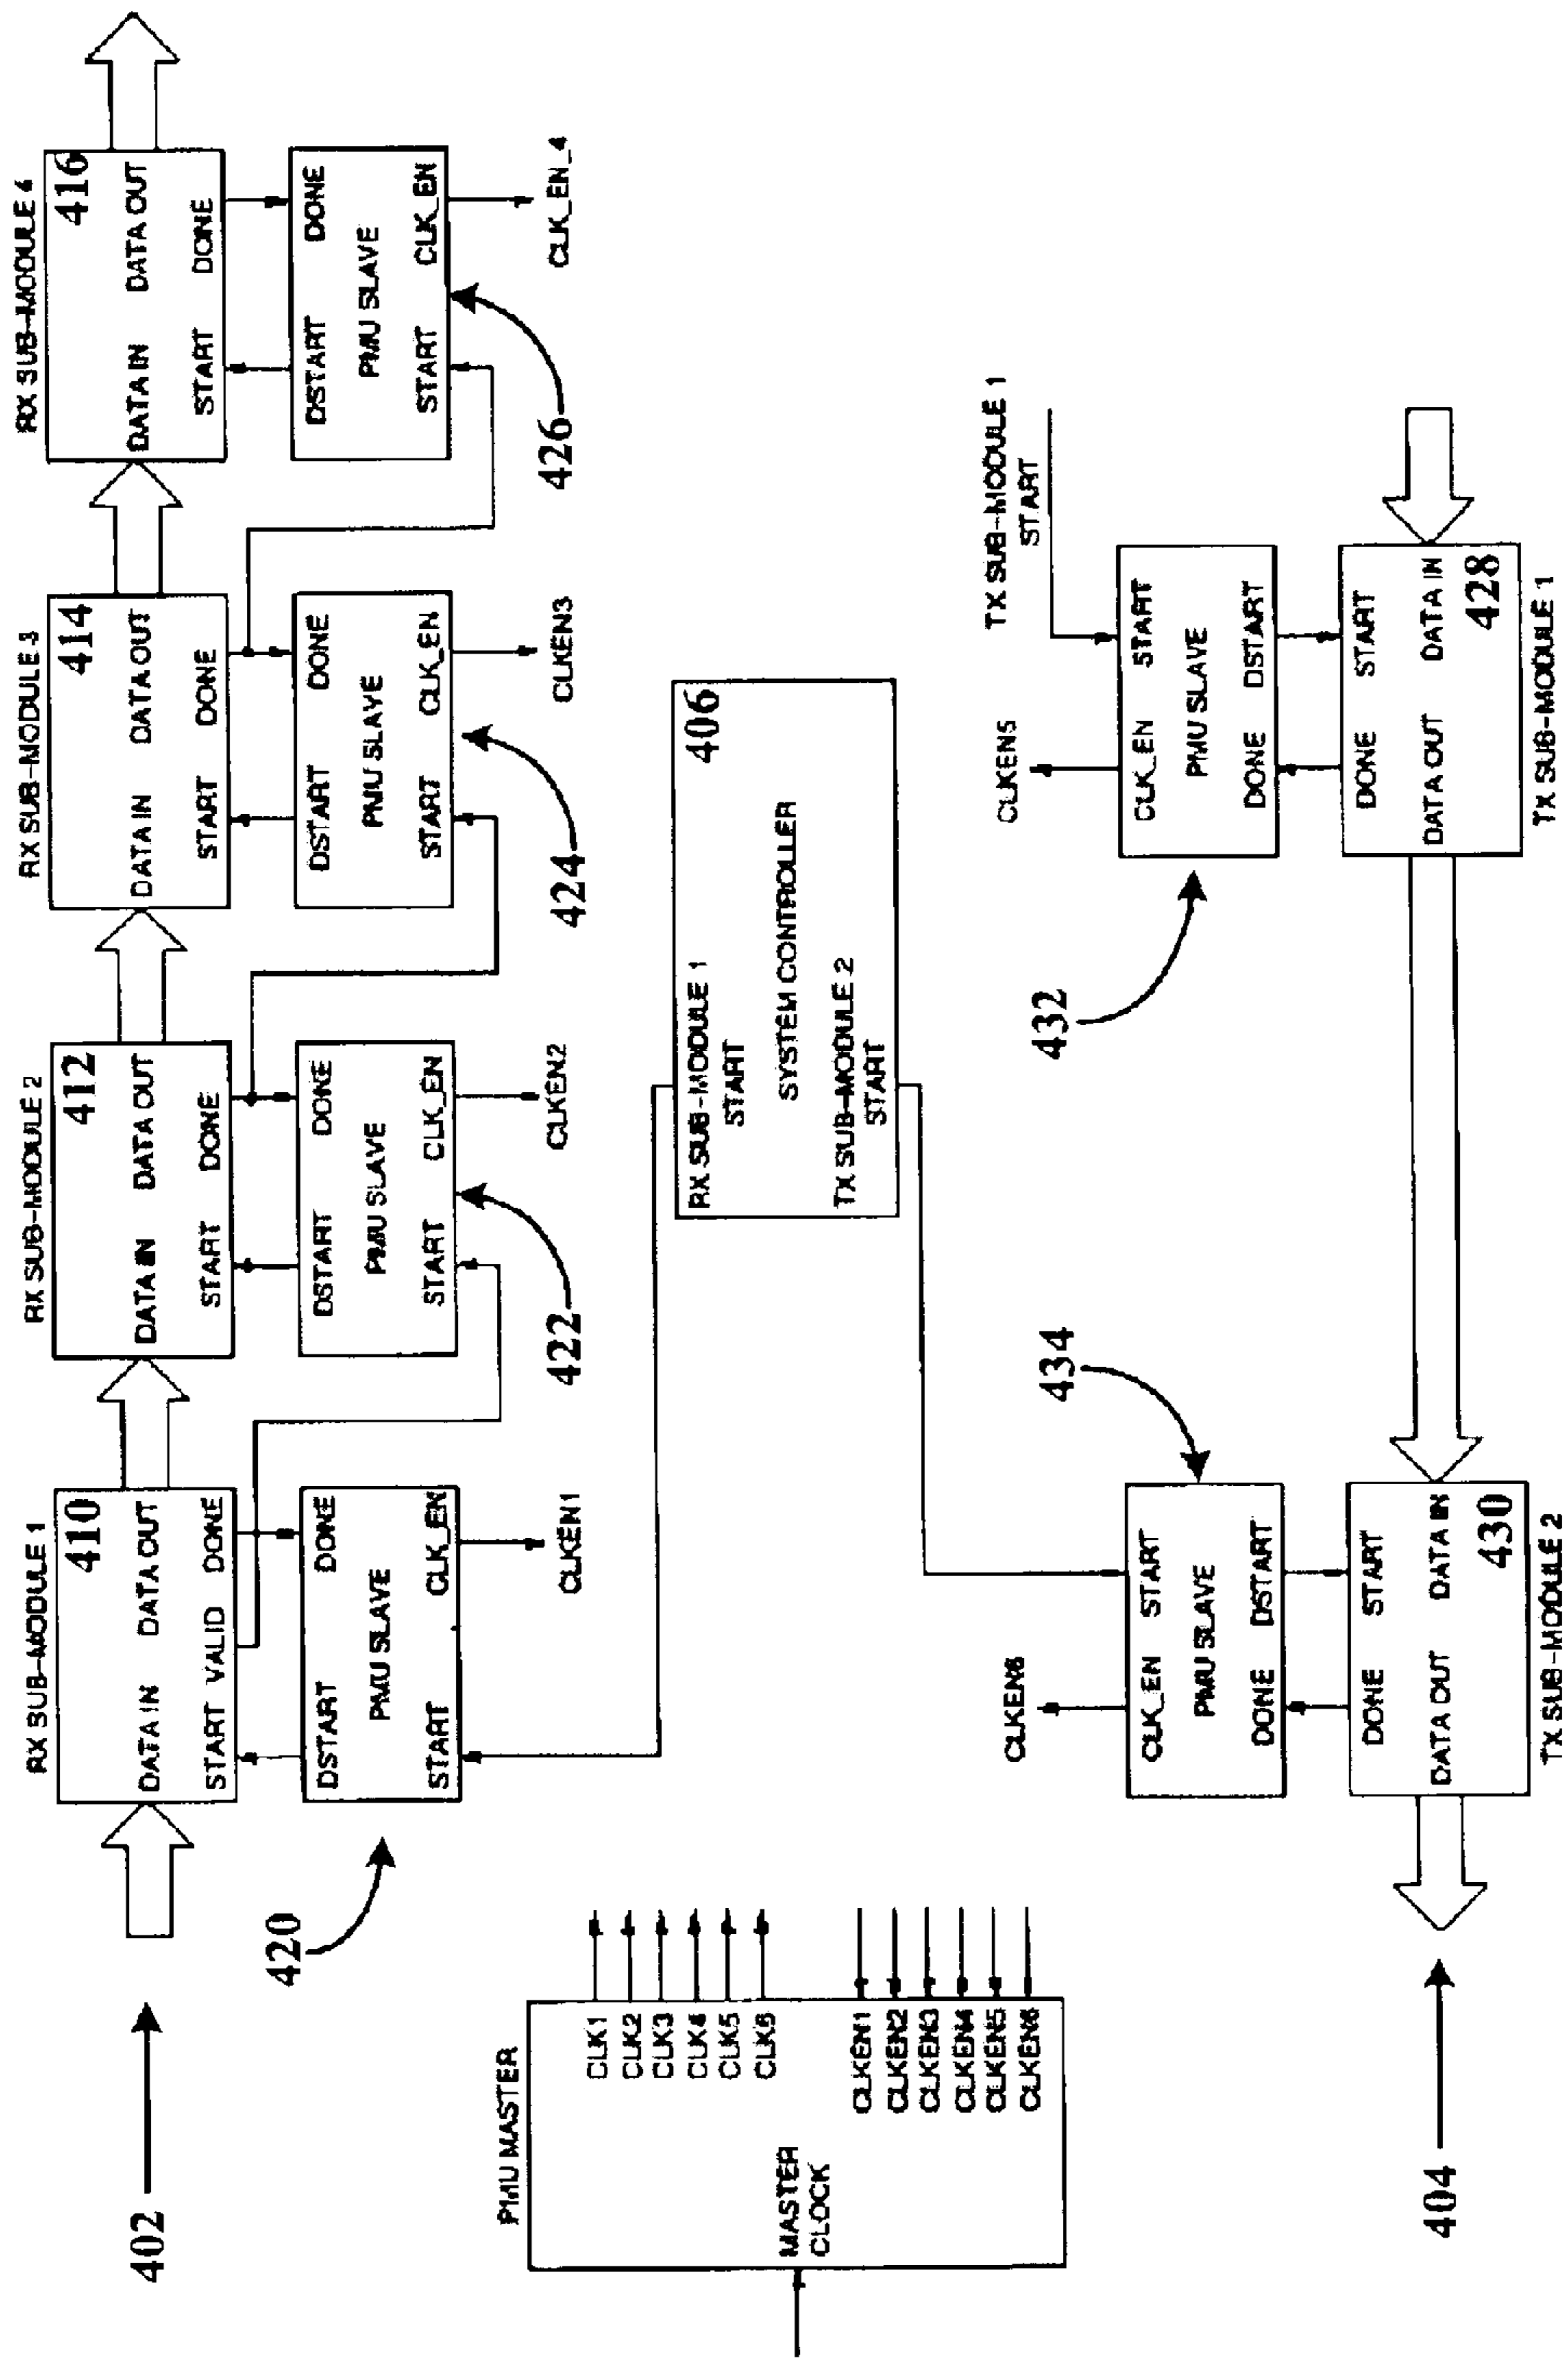 RX SUB-MODULE 1
410
DATA IN DATA OUT
START VALID DONE
DSTART DONE
PMU SLAVE
START CLK_EN
420
CLKEN1
RX SUB-MODULE 2
412
DATA IN DATA OUT
START DONE
DSTART DONE
PMU SLAVE
START CLK_EN
422
CLKEN2
RX SUB-MODULE 3
414
DATA IN DATA OUT
START DONE
DSTART DONE
PMU SLAVE
START CLK_EN
424
CLKEN3
RX SUB-MODULE 4
416
DATA IN DATA OUT
START DONE
DSTART DONE
PMU SLAVE
START CLK_EN
426
CLK_EN_4
402
PMU MASTER
CLK1
CLK2
CLK3
CLK4
CLK5
CLK6
MASTER
CLOCK
CLKEN1
CLKEN2
CLKEN3
CLKEN4
CLKEN5
CLKEN6
RX SUB-MODULE 1
START
406
SYSTEM CONTROLLER
TX SUB-MODULE 2
START
CLKEN6
434
CLK_EN START
PMU SLAVE
DONE DSTART
DONE START
DATA OUT DATA IN
430
TX SUB-MODULE 2
TX SUB-MODULE 1
START
CLKEN5
432
CLK_EN START
PMU SLAVE
DONE DSTART
DONE START
DATA OUT DATA IN
428
TX SUB-MODULE 1
404